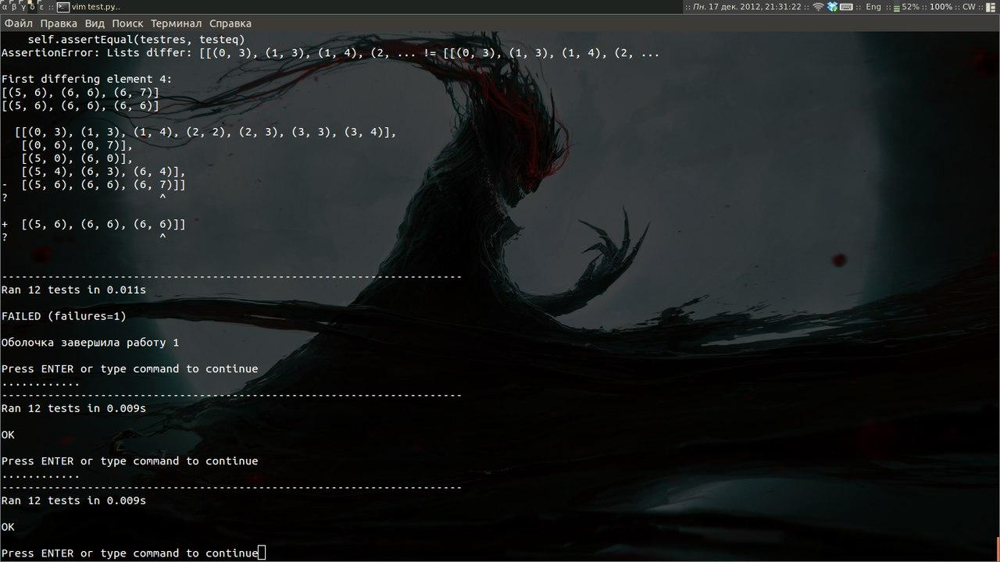 α β γ δ ε :: vim test.py... :: Пн. 17 дек. 2012, 21:31:22 :: :: Eng :: 52% :: 100% :: CW ::
Файл Правка Вид Поиск Терминал Справка
    self.assertEqual(testres, testeq)
AssertionError: Lists differ: [[(0, 3), (1, 3), (1, 4), (2, ... != [[(0, 3), (1, 3), (1, 4), (2, ...
First differing element 4:
[(5, 6), (6, 6), (6, 7)]
[(5, 6), (6, 6), (6, 6)]
  [[(0, 3), (1, 3), (1, 4), (2, 2), (2, 3), (3, 3), (3, 4)],
   [(0, 6), (0, 7)],
   [(5, 0), (6, 0)],
   [(5, 4), (6, 3), (6, 4)],
-  [(5, 6), (6, 6), (6, 7)]]
?                       ^
+  [(5, 6), (6, 6), (6, 6)]]
?                       ^
----------------------------------------------------------------------
Ran 12 tests in 0.011s
FAILED (failures=1)
Оболочка завершила работу 1
Press ENTER or type command to continue
............
----------------------------------------------------------------------
Ran 12 tests in 0.009s
OK
Press ENTER or type command to continue
............
----------------------------------------------------------------------
Ran 12 tests in 0.009s
OK
Press ENTER or type command to continue